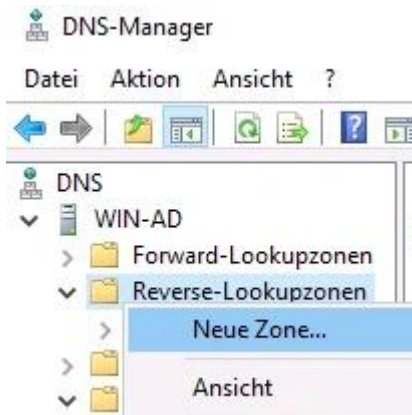 DNS-Manager
Datei Aktion Ansicht ?
DNS
WIN-AD
Forward-Lookupzonen
Reverse-Lookupzonen
Neue Zone...
Ansicht